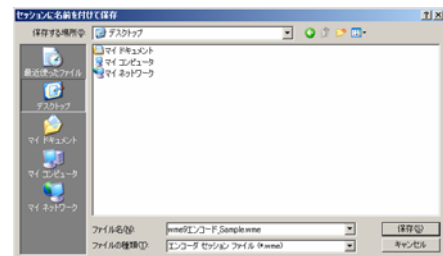 セッションに名前を付けて保存
保存する場所(I):
デスクトップ
マイ ドキュメント
マイ コンピュータ
マイ ネットワーク
最近使ったファイル
デスクトップ
マイ ドキュメント
マイ コンピュータ
マイ ネットワーク
ファイル名(N):
wme9エンコード_Sample.wme
保存(S)
ファイルの種類(T):
エンコーダ セッション ファイル (*.wme)
キャンセル